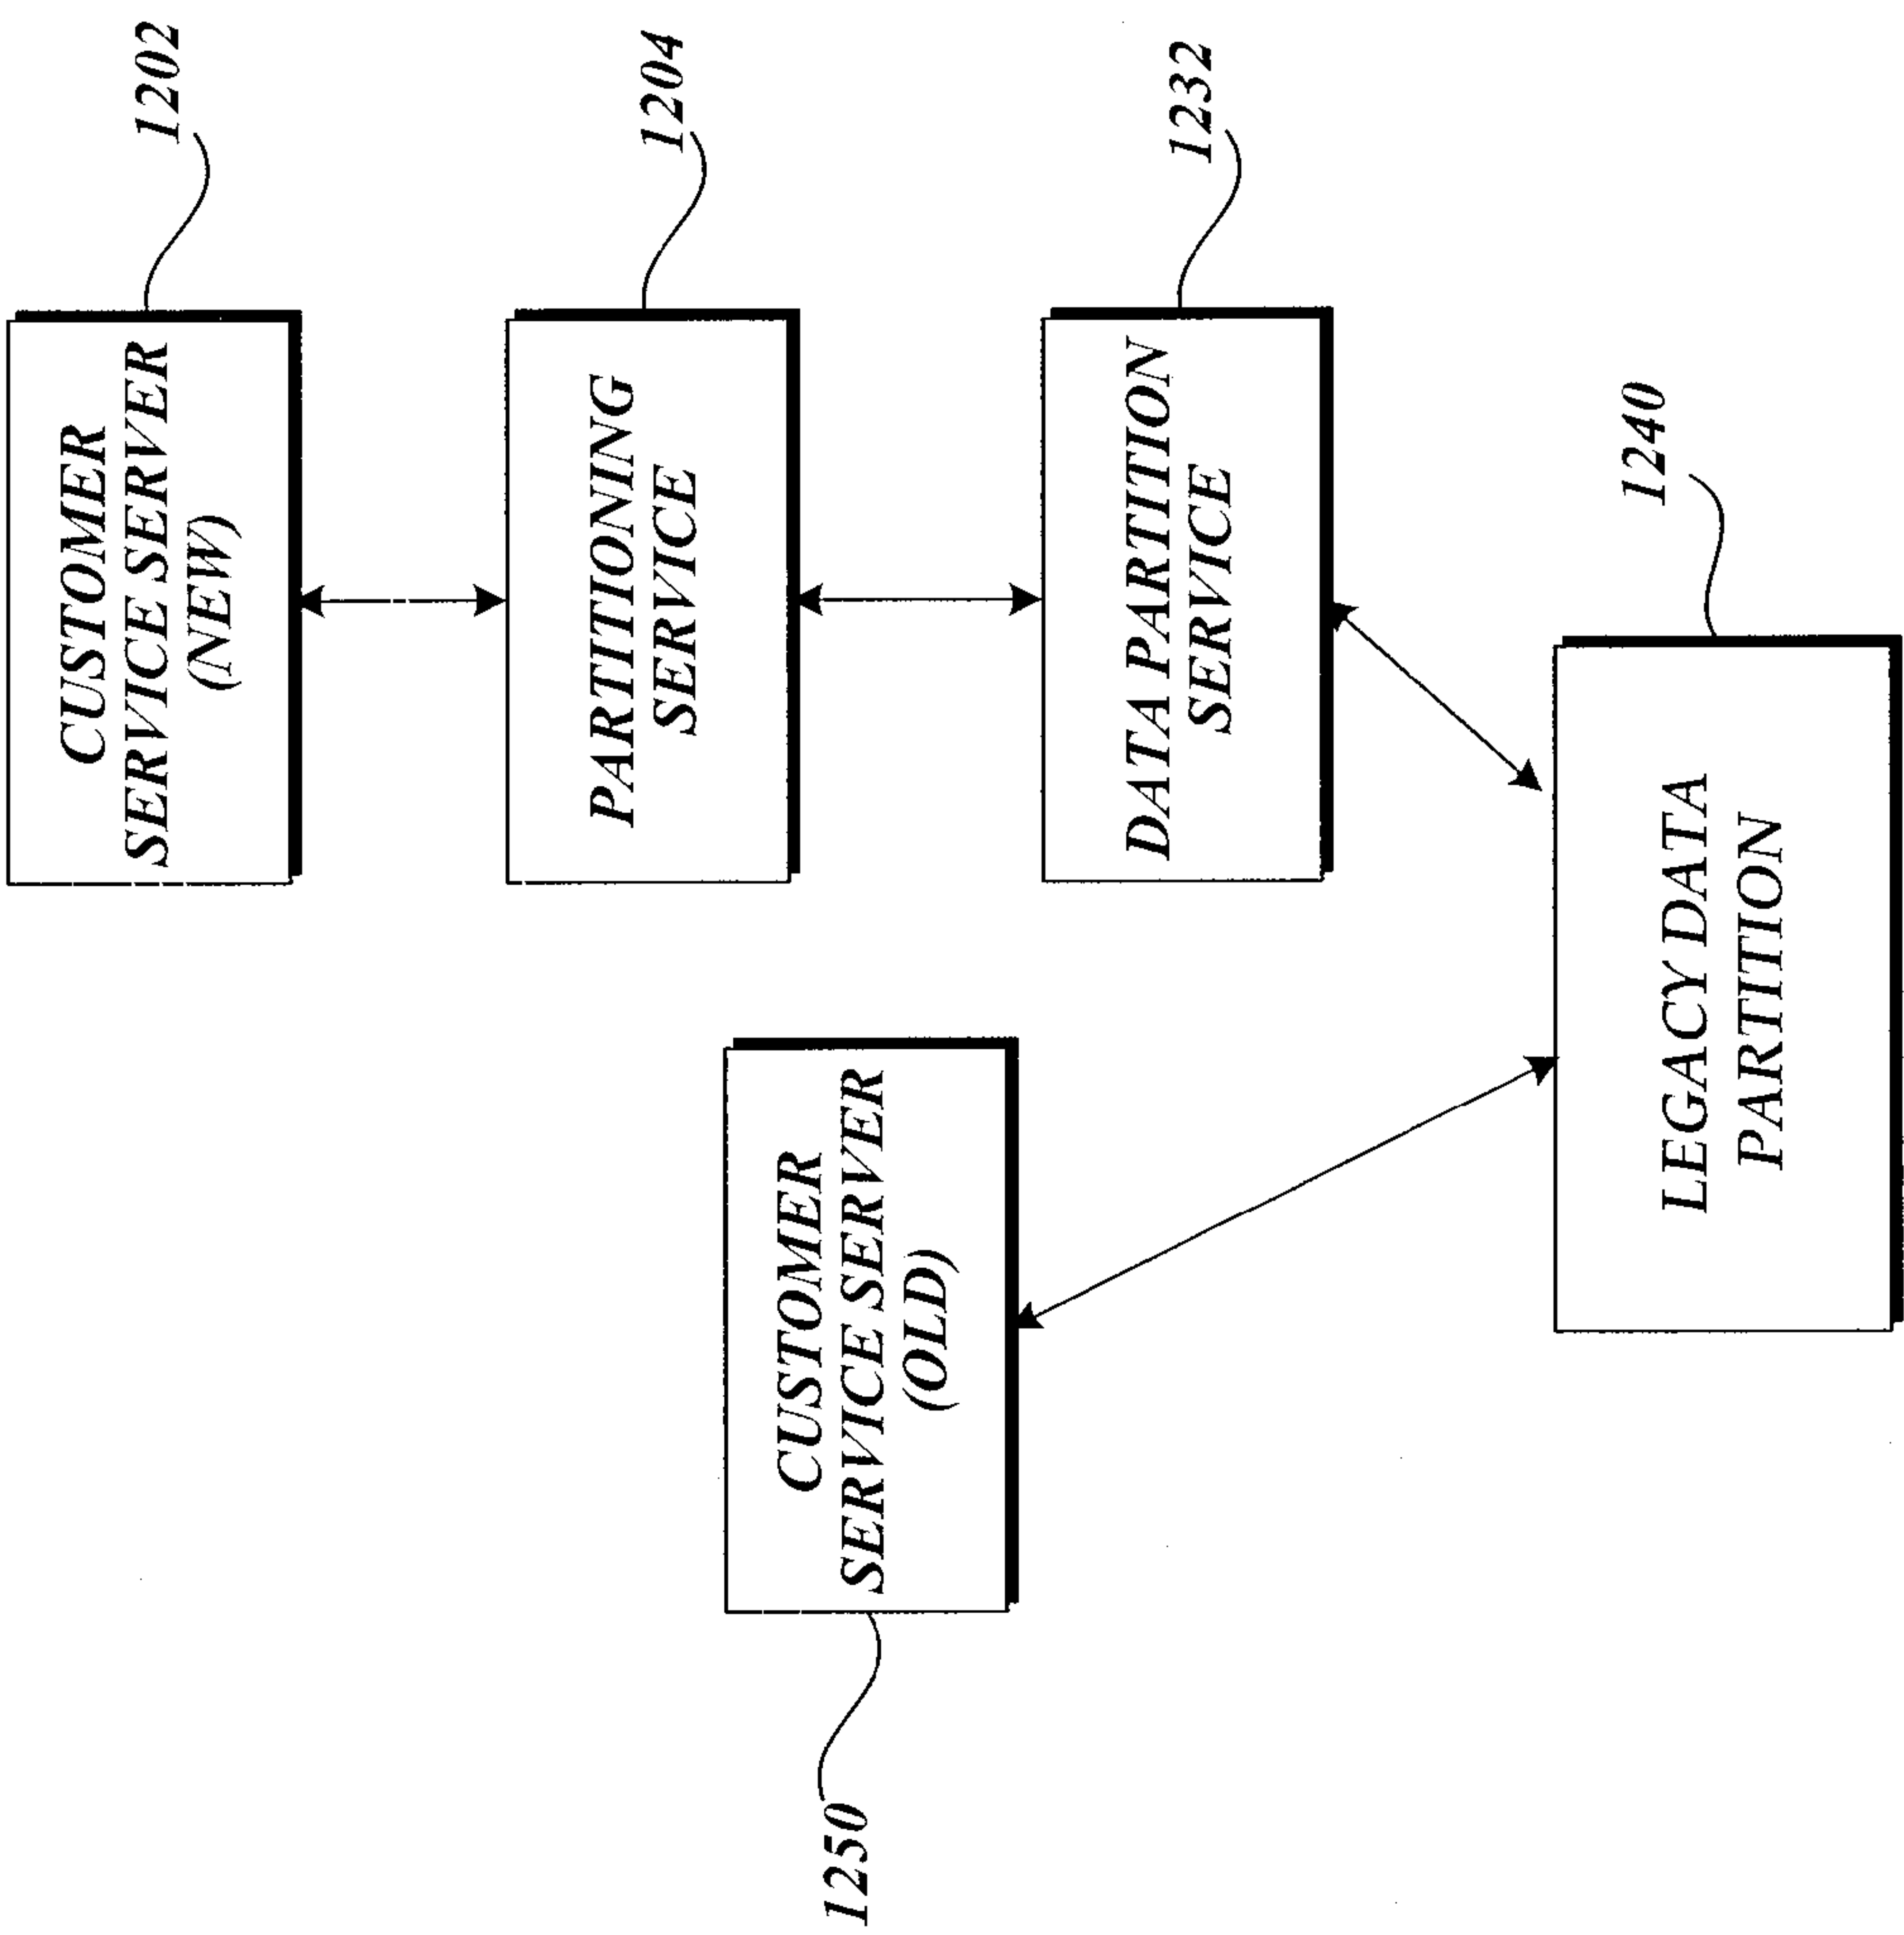 1202
CUSTOMER
SERVICE SERVER
(NEW)
1204
PARTITIONING
SERVICE
1232
DATA PARTITION
SERVICE
1250
CUSTOMER
SERVICE SERVER
(OLD)
1240
LEGACY DATA
PARTITION